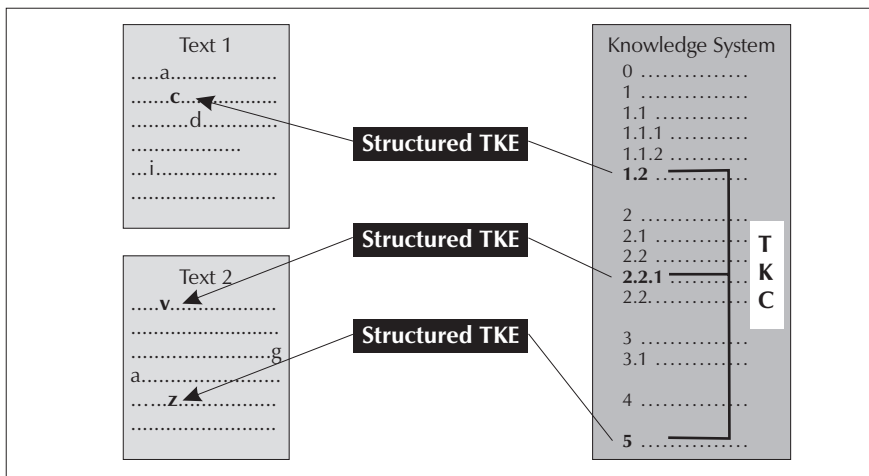 Text 1
.....a...................
.......c.................
............d.............
....................
...i......................
...........................
Text 2
.....v....................
...........................
..........................g
a..........................
.......z..................
...........................
Structured TKE
Structured TKE
Structured TKE
Knowledge System
0 ...............
1 ...............
1.1 ...............
1.1.1 .............
1.1.2 .............
1.2 ...............
2 ...............
2.1 ...............
2.2 ...............
2.2.1 .............
2.2 ...............
3 ...............
3.1 ...............
4 ...............
5 ...............
T
K
C